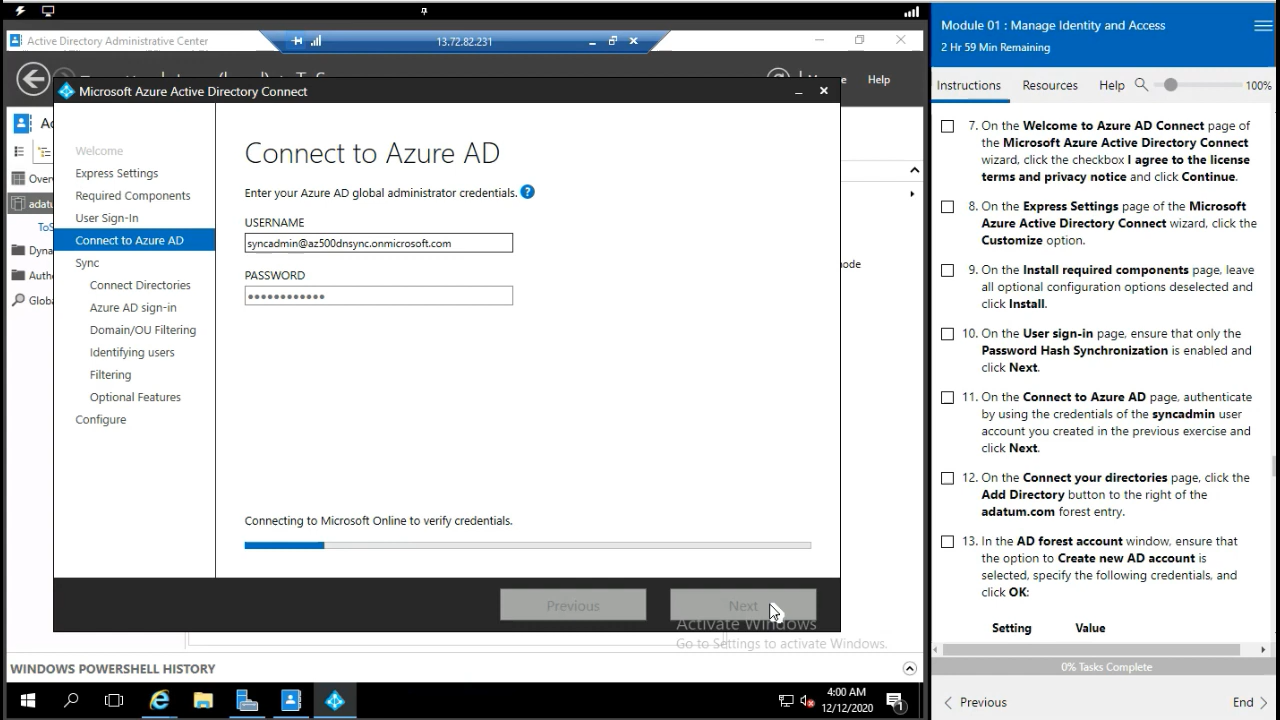 Active Directory Administrative Center
13.72.82.231
Help
Microsoft Azure Active Directory Connect
Welcome
Express Settings
Required Components
User Sign-In
Connect to Azure AD
Sync
Connect Directories
Azure AD sign-in
Domain/OU Filtering
Identifying users
Filtering
Optional Features
Configure
Connect to Azure AD
Enter your Azure AD global administrator credentials. ?
USERNAME
syncadmin@az500dnsync.onmicrosoft.com
PASSWORD
••••••••••••
Connecting to Microsoft Online to verify credentials.
Previous
Next
Activate Windows
Go to Settings to activate Windows.
WINDOWS POWERSHELL HISTORY
4:00 AM
12/12/2020
1
Module 01 : Manage Identity and Access
2 Hr 59 Min Remaining
Instructions
Resources
Help
100%
7. On the Welcome to Azure AD Connect page of
the Microsoft Azure Active Directory Connect
wizard, click the checkbox I agree to the license
terms and privacy notice and click Continue.
8. On the Express Settings page of the Microsoft
Azure Active Directory Connect wizard, click the
Customize option.
9. On the Install required components page, leave
all optional configuration options deselected and
click Install.
10. On the User sign-in page, ensure that only the
Password Hash Synchronization is enabled and
click Next.
11. On the Connect to Azure AD page, authenticate
by using the credentials of the syncadmin user
account you created in the previous exercise and
click Next.
12. On the Connect your directories page, click the
Add Directory button to the right of the
adatum.com forest entry.
13. In the AD forest account window, ensure that
the option to Create new AD account is
selected, specify the following credentials, and
click OK:
Setting
Value
0% Tasks Complete
Previous
End